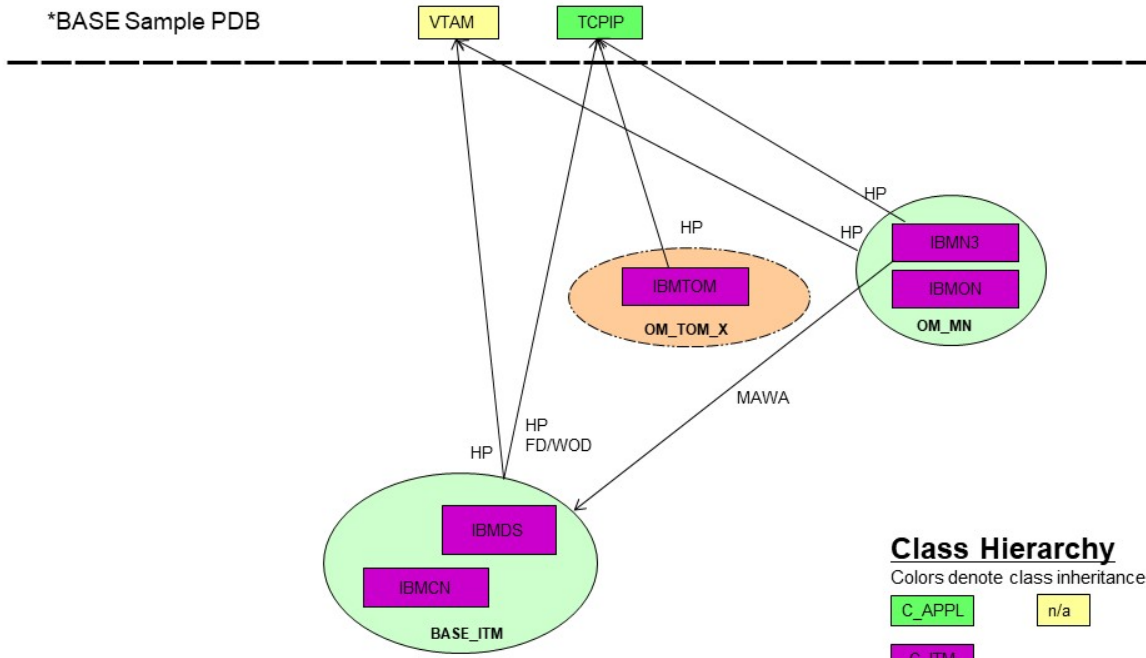 *BASE Sample PDB
VTAM
TCPIP
HP
HP
HP
IBMN3
IBMTOM
IBMON
OM_TOM_X
OM_MN
MAWA
HP
FD/WOD
HP
IBMDS
IBMCN
BASE_ITM
Class Hierarchy
Colors denote class inheritance
C_APPL
n/a
C_ITM